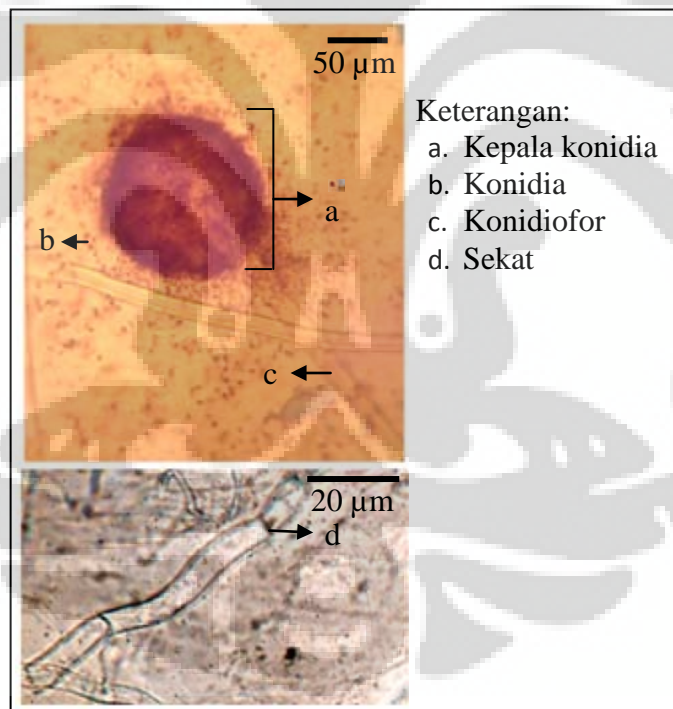 50 µm
a
b
c
Keterangan:
a. Kepala konidia
b. Konidia
c. Konidiofor
d. Sekat
20 µm
d